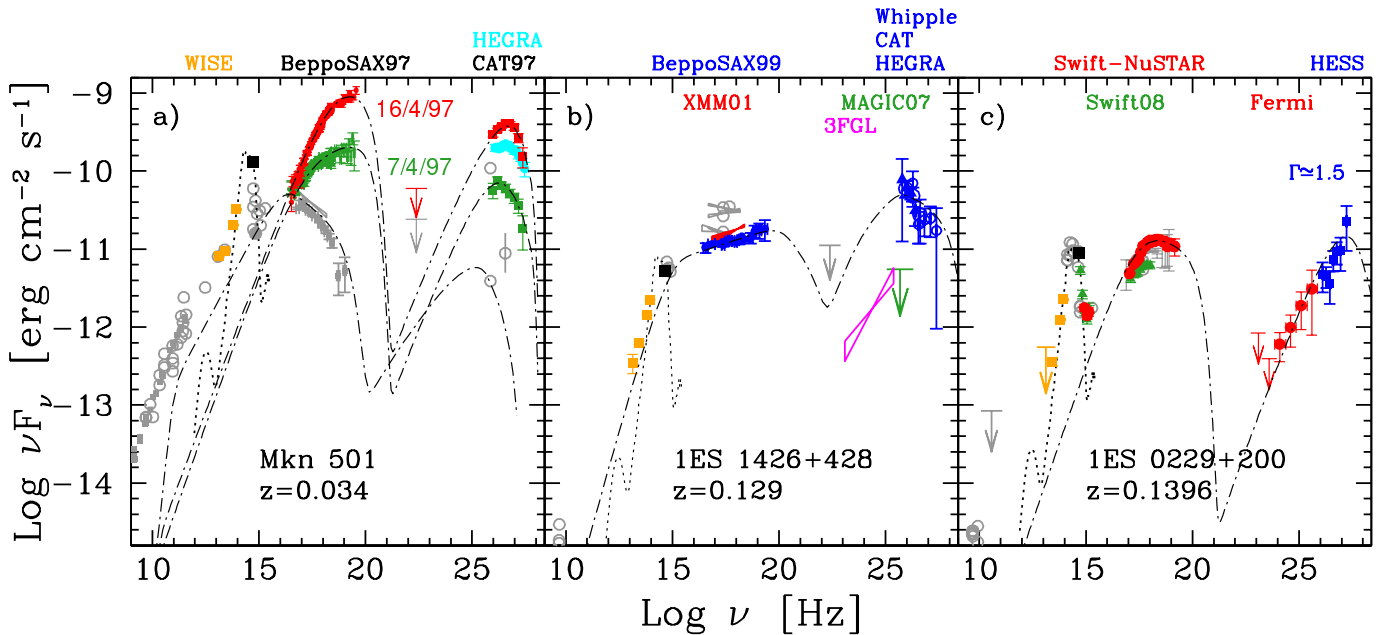 WISE
BeppoSAX97
HEGRA
CAT97
BeppoSAX99
Whipple
CAT
HEGRA
Swift-NuSTAR
HESS
a)
16/4/97
7/4/97
Mkn 501
z=0.034
b)
XMM01
MAGIC07
3FGL
1ES 1426+428
z=0.129
c)
Swift08
Fermi
Γ≃1.5
1ES 0229+200
z=0.1396
Log νFν [erg cm−2 s−1]
−9
−10
−11
−12
−13
−14
10 15 20 25 10 15 20 25 10 15 20 25
Log ν [Hz]